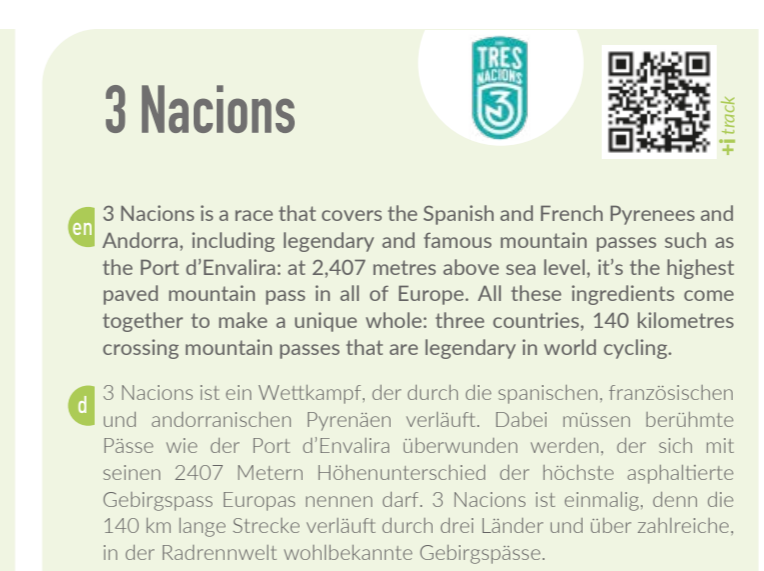 3 Nacions
TRES
NACIONS
3
+i track
en
3 Nacions is a race that covers the Spanish and French Pyrenees and
Andorra, including legendary and famous mountain passes such as
the Port d’Envalira: at 2,407 metres above sea level, it’s the highest
paved mountain pass in all of Europe. All these ingredients come
together to make a unique whole: three countries, 140 kilometres
crossing mountain passes that are legendary in world cycling.
d
3 Nacions ist ein Wettkampf, der durch die spanischen, französischen
und andorranischen Pyrenäen verläuft. Dabei müssen berühmte
Pässe wie der Port d’Envalira überwunden werden, der sich mit
seinen 2407 Metern Höhenunterschied der höchste asphaltierte
Gebirgspass Europas nennen darf. 3 Nacions ist einmalig, denn die
140 km lange Strecke verläuft durch drei Länder und über zahlreiche,
in der Radrennwelt wohlbekannte Gebirgspässe.